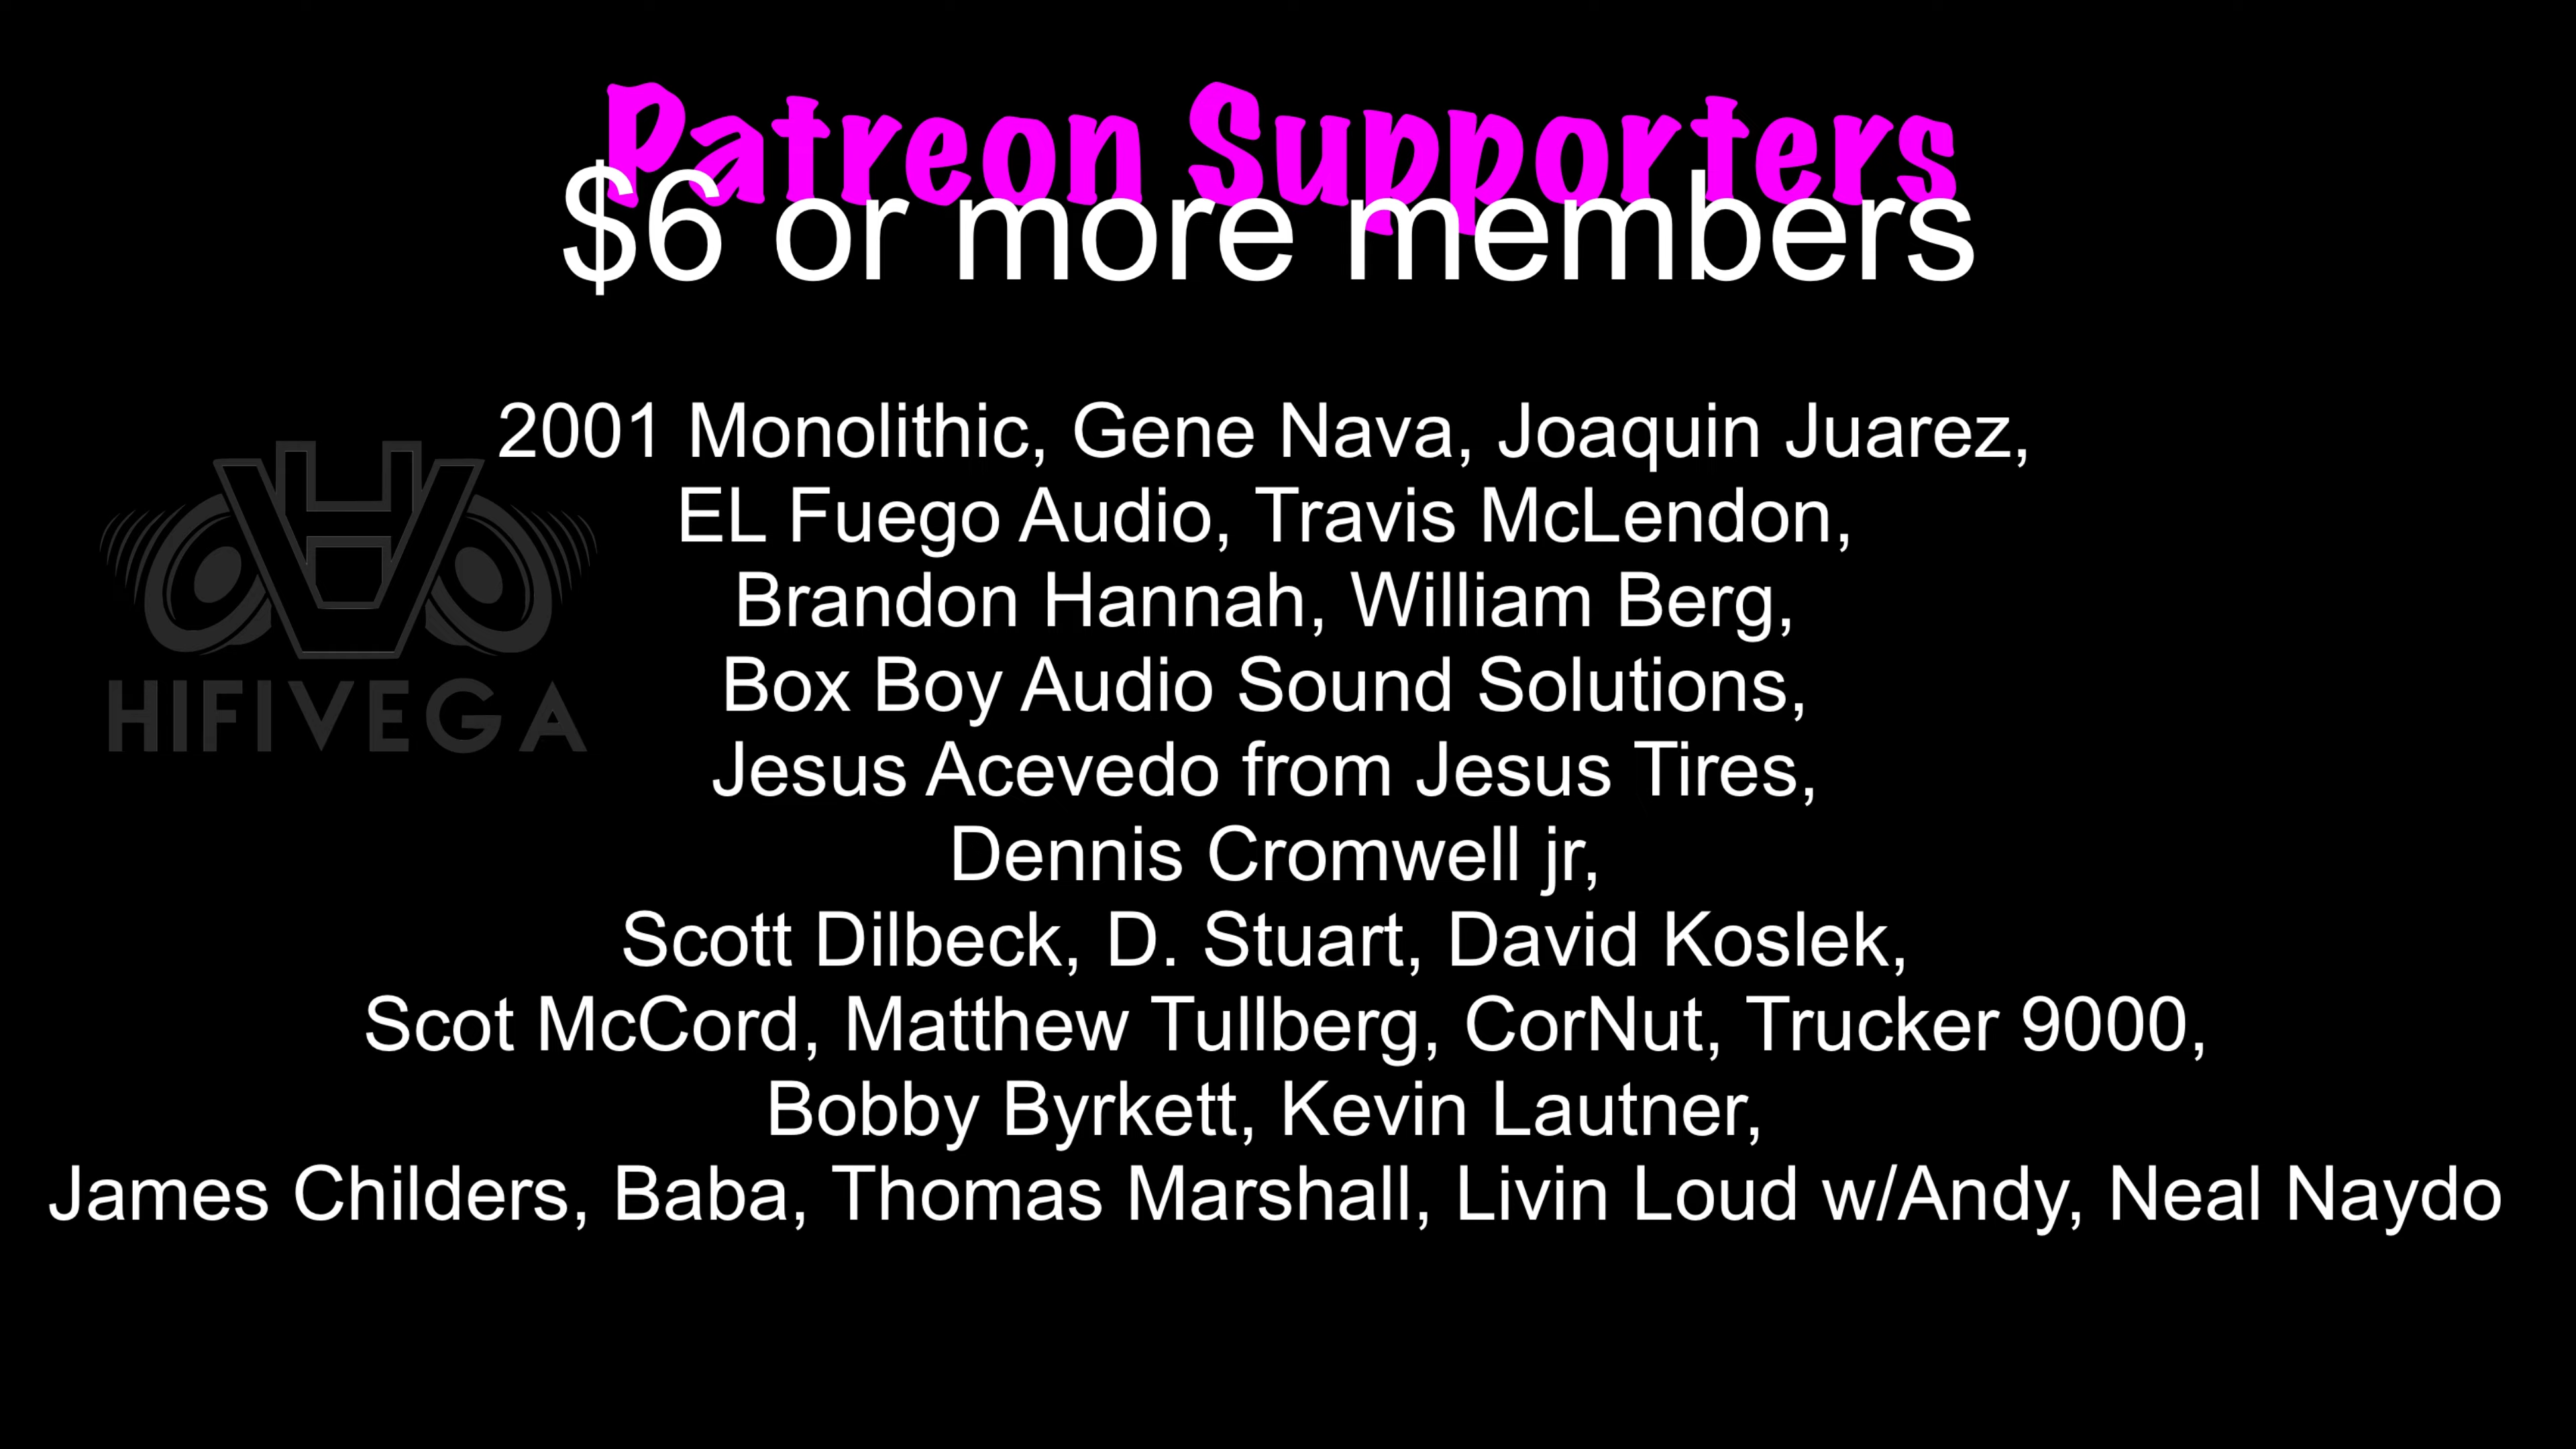 Patreon Supporters
$6 or more members
2001 Monolithic, Gene Nava, Joaquin Juarez,
EL Fuego Audio, Travis McLendon,
Brandon Hannah, William Berg,
Box Boy Audio Sound Solutions,
Jesus Acevedo from Jesus Tires,
Dennis Cromwell jr,
Scott Dilbeck, D. Stuart, David Koslek,
Scot McCord, Matthew Tullberg, CorNut, Trucker 9000,
Bobby Byrkett, Kevin Lautner,
James Childers, Baba, Thomas Marshall, Livin Loud w/Andy, Neal Naydo
HIFIVEGA